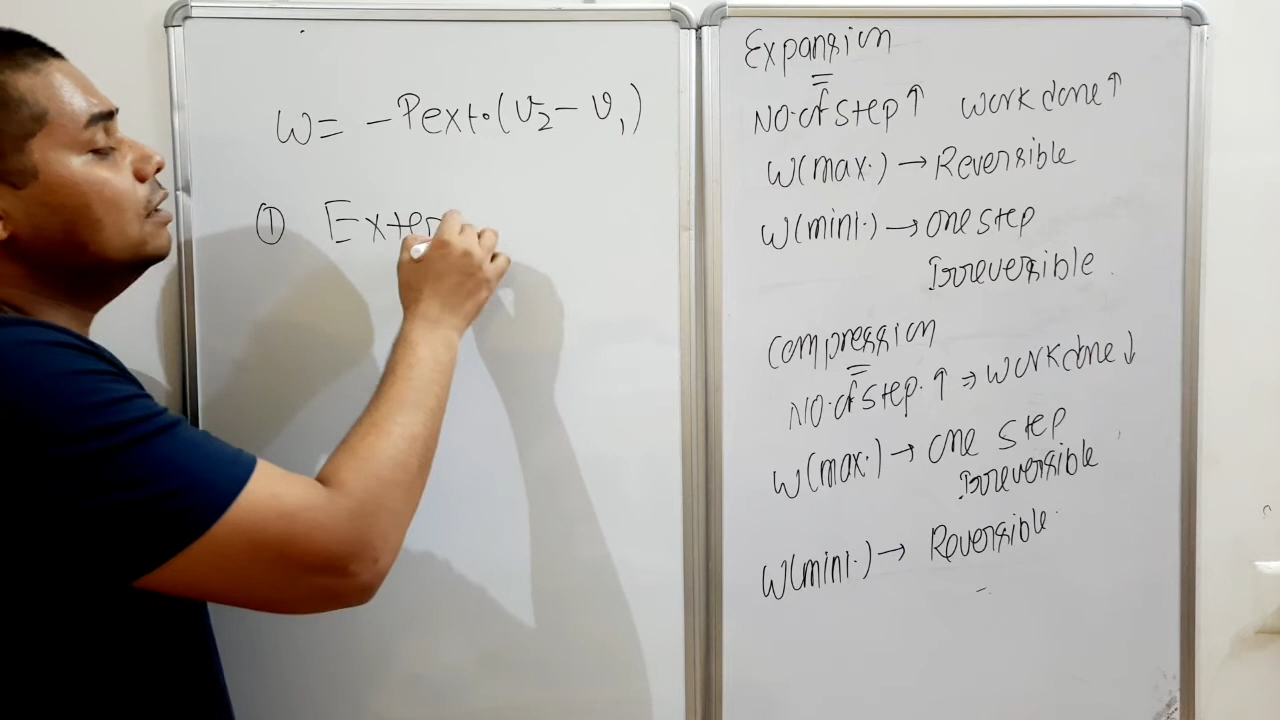 W= -Pext.(V2 - V1)
① Exter
Expansion
NO.of step ↑ work done ↑
W(max.) → Reversible
W(mini.) → one step
Irreversible
compression
NO.of step. ↑ ⇒ work done ↓
W(max.) → one step
Irreversible
W(mini.) → Reversible